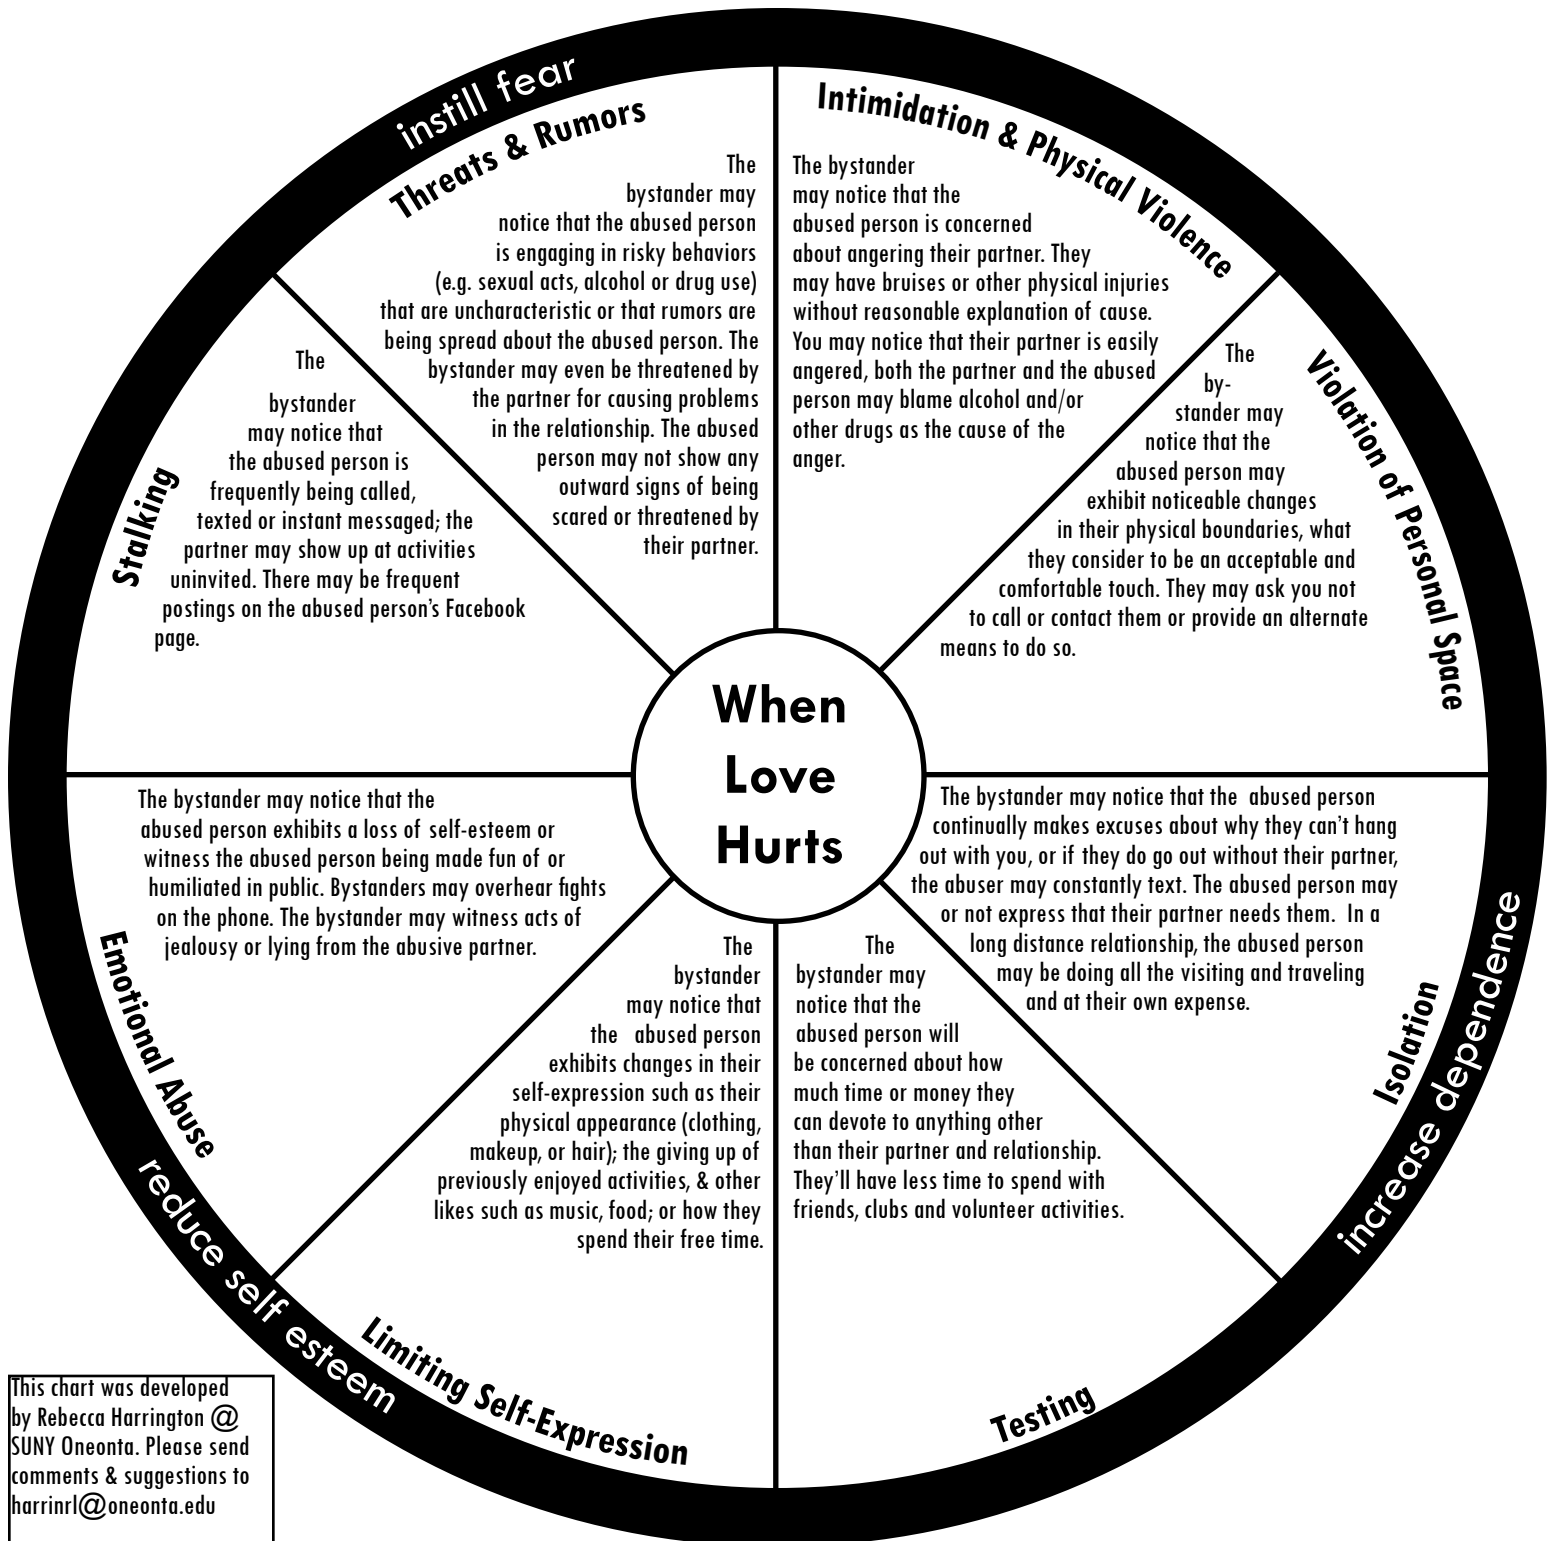 instill fear
Threats & Rumors
The
bystander may
notice that the abused person
is engaging in risky behaviors
(e.g. sexual acts, alcohol or drug use)
that are uncharacteristic or that rumors are
being spread about the abused person. The
bystander may even be threatened by
the partner for causing problems
in the relationship. The abused
person may not show any
outward signs of being
scared or threatened by
their partner.
Intimidation & Physical Violence
The bystander
may notice that the
abused person is concerned
about angering their partner. They
may have bruises or other physical injuries
without reasonable explanation of cause.
You may notice that their partner is easily
angered, both the partner and the abused
person may blame alcohol and/or
other drugs as the cause of the
anger.
Violation of Personal Space
The
by-
stander may
notice that the
abused person may
exhibit noticeable changes
in their physical boundaries, what
they consider to be an acceptable and
comfortable touch. They may ask you not
to call or contact them or provide an alternate
means to do so.
Stalking
The
bystander
may notice that
the abused person is
frequently being called,
texted or instant messaged; the
partner may show up at activities
uninvited. There may be frequent
postings on the abused person's Facebook
page.
When
Love
Hurts
Emotional Abuse
The bystander may notice that the
abused person exhibits a loss of self-esteem or
witness the abused person being made fun of or
humiliated in public. Bystanders may overhear fights
on the phone. The bystander may witness acts of
jealousy or lying from the abusive partner.
Isolation
The bystander may notice that the abused person
continually makes excuses about why they can't hang
out with you, or if they do go out without their partner,
the abuser may constantly text. The abused person may
or not express that their partner needs them. In a
long distance relationship, the abused person
may be doing all the visiting and traveling
and at their own expense.
increase dependence
reduce self esteem
Limiting Self-Expression
The
bystander
may notice that
the abused person
exhibits changes in their
self-expression such as their
physical appearance (clothing,
makeup, or hair); the giving up of
previously enjoyed activities, & other
likes such as music, food; or how they
spend their free time.
Testing
The
bystander may
notice that the
abused person will
be concerned about how
much time or money they
can devote to anything other
than their partner and relationship.
They'll have less time to spend with
friends, clubs and volunteer activities.
This chart was developed
by Rebecca Harrington @
SUNY Oneonta. Please send
comments & suggestions to
harrinrl@oneonta.edu